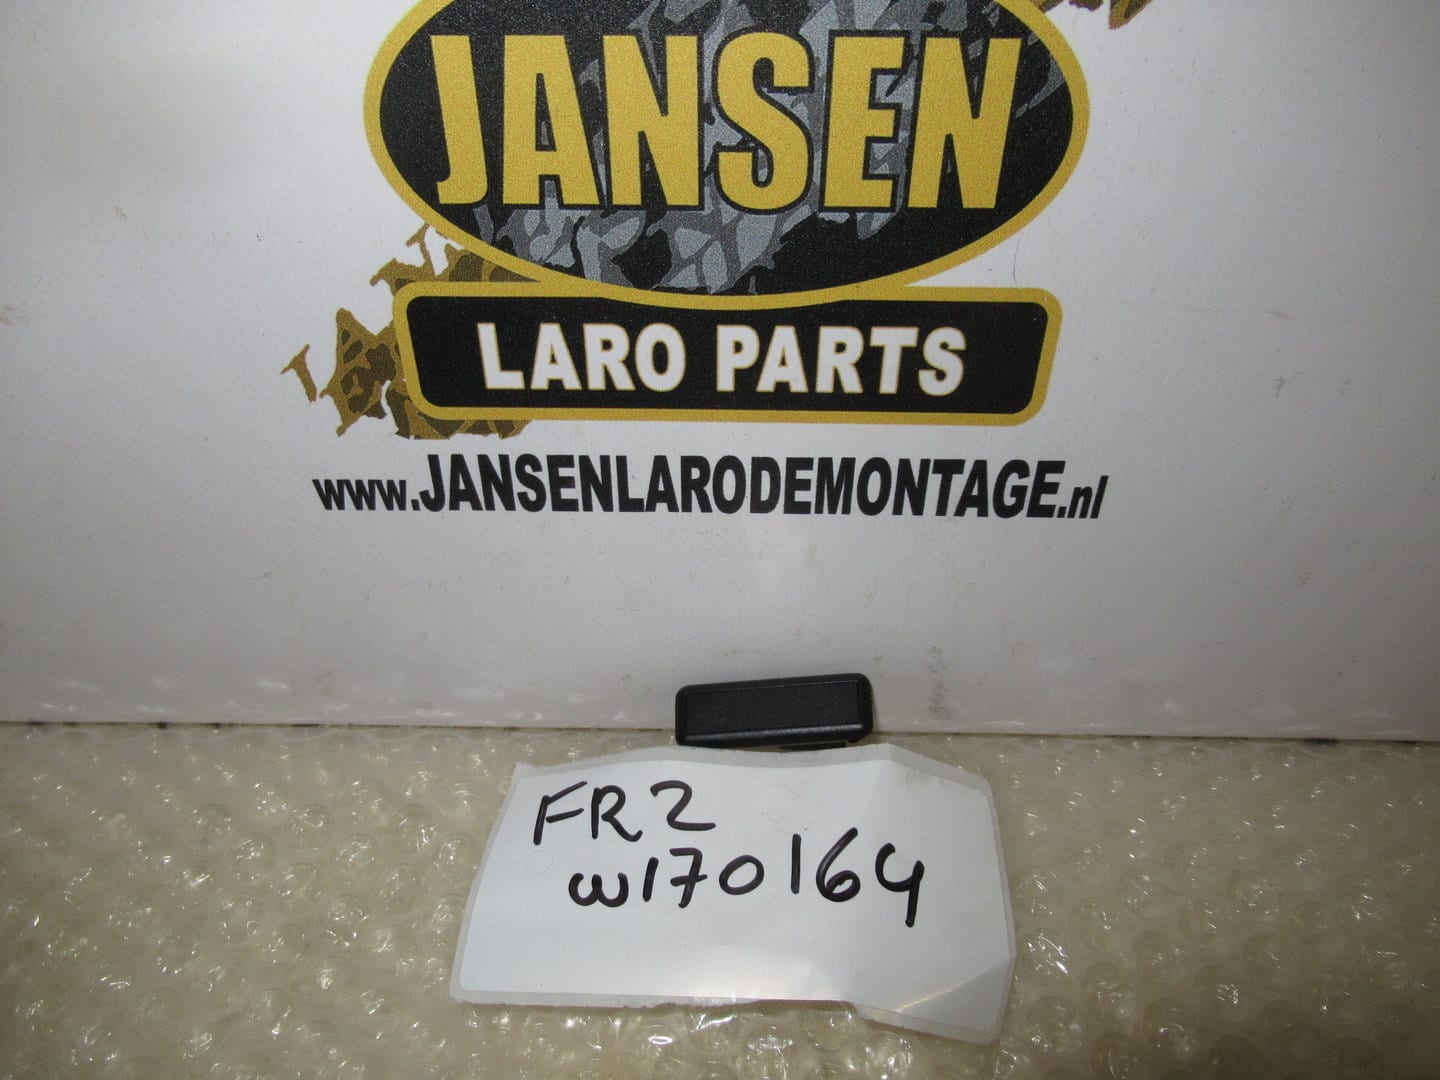 JANSEN
LARO PARTS
www.JANSENLARODEMONTAGE.nl
FR2
W170164